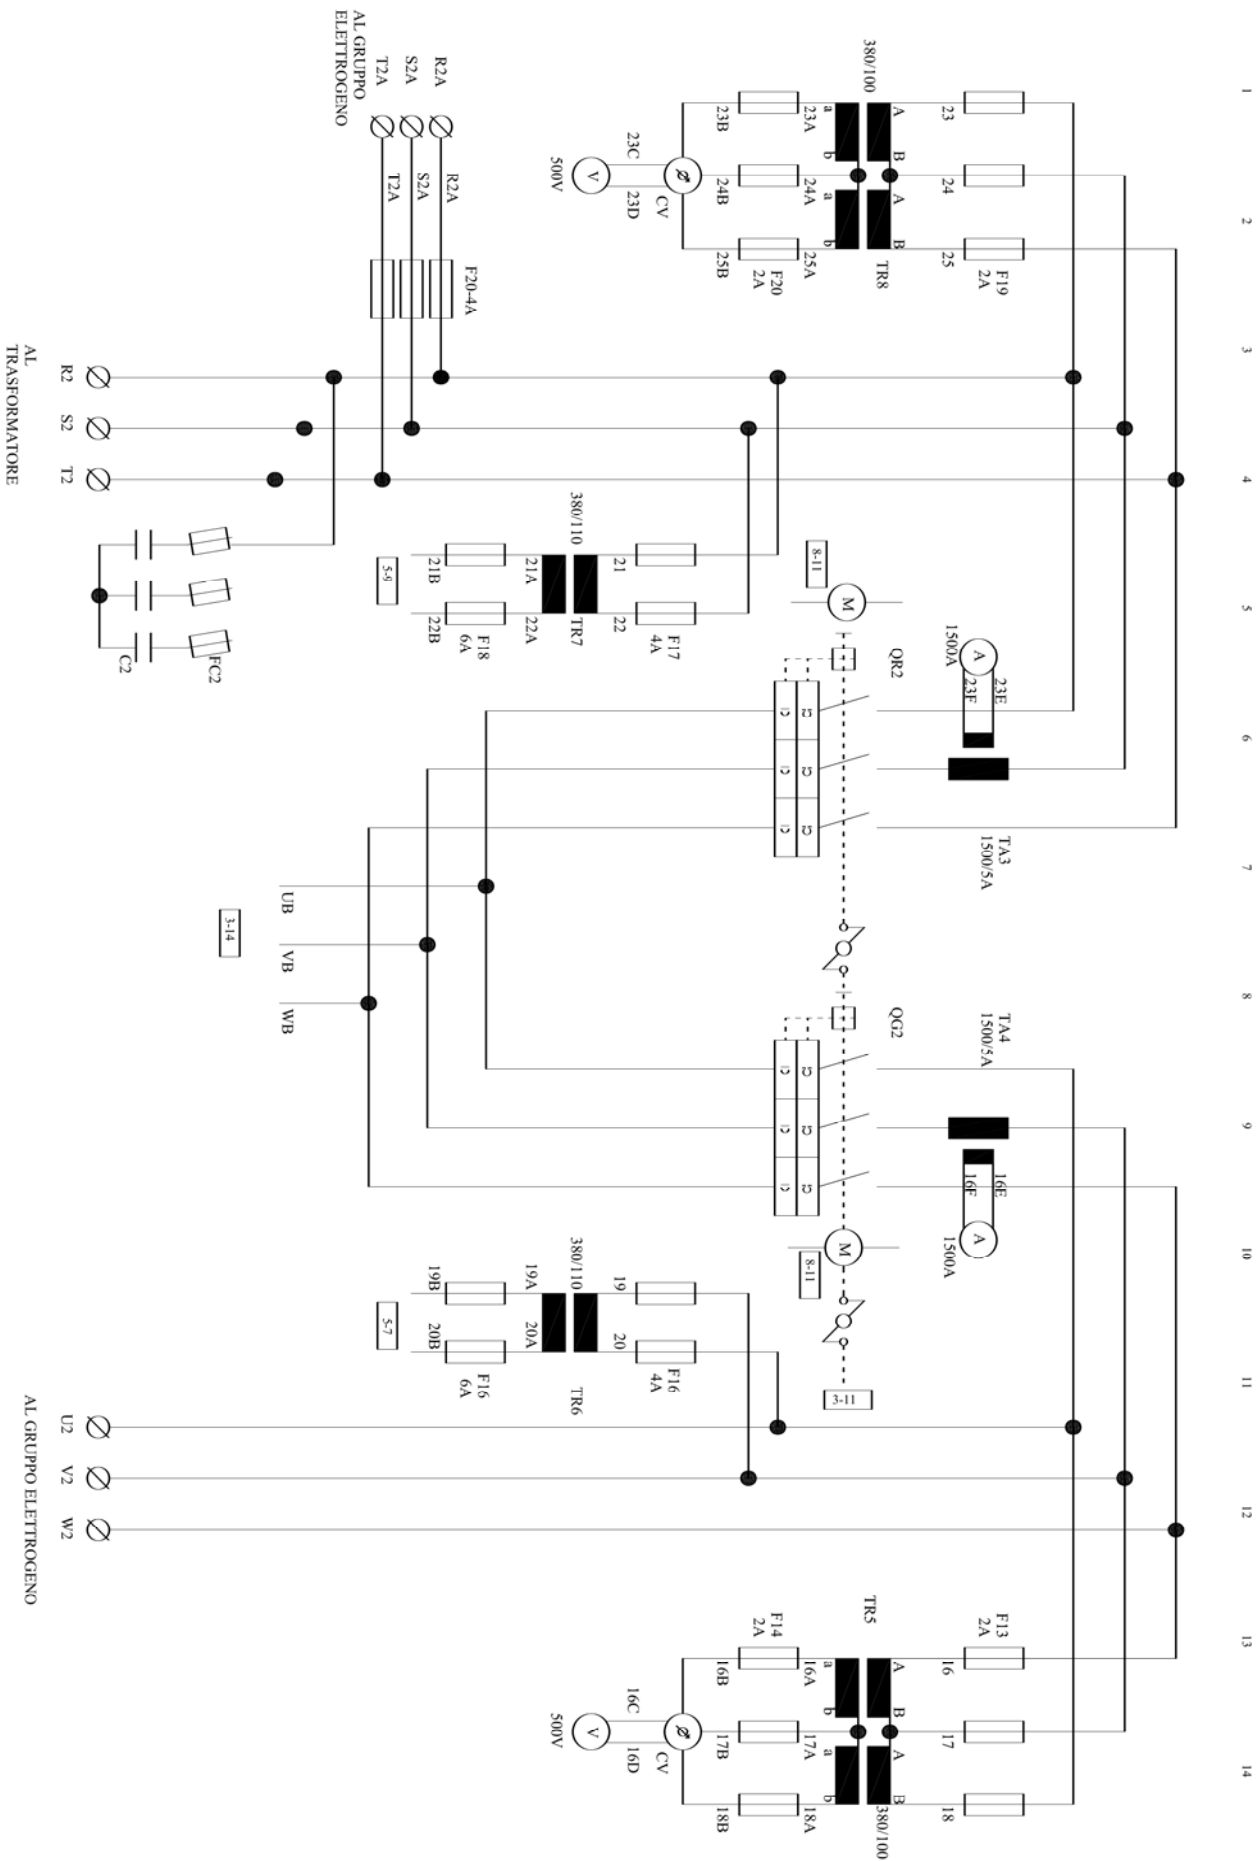 1
2
3
4
5
6
7
8
9
10
11
12
13
14
23
24
25
F19
2A
380/100
A
B
A
B
a
b
a
b
TR8
23A
24A
25A
F20
2A
23B
24B
25B
CV
23C
23D
V
500V
R2A
S2A
T2A
AL GRUPPO
ELETTROGENO
R2A
S2A
T2A
F20-4A
R2
S2
T2
AL
TRASFORMATORE
FC2
C2
380/110
TR7
21
22
F17
4A
21A
22A
F18
6A
21B
22B
5-9
8-11
M
QR2
A
1500A
23E
23F
TA3
1500/5A
UB
VB
WB
3-14
TA4
1500/5A
QG2
16E
16F
A
1500A
M
8-11
3-11
380/110
TR6
19
20
F16
4A
19A
20A
F16
6A
19B
20B
5-7
U2
V2
W2
AL GRUPPO ELETTROGENO
TR5
380/100
F13
2A
16
17
18
A
B
A
B
a
b
a
b
F14
2A
16A
17A
18A
16B
17B
18B
CV
16C
16D
V
500V